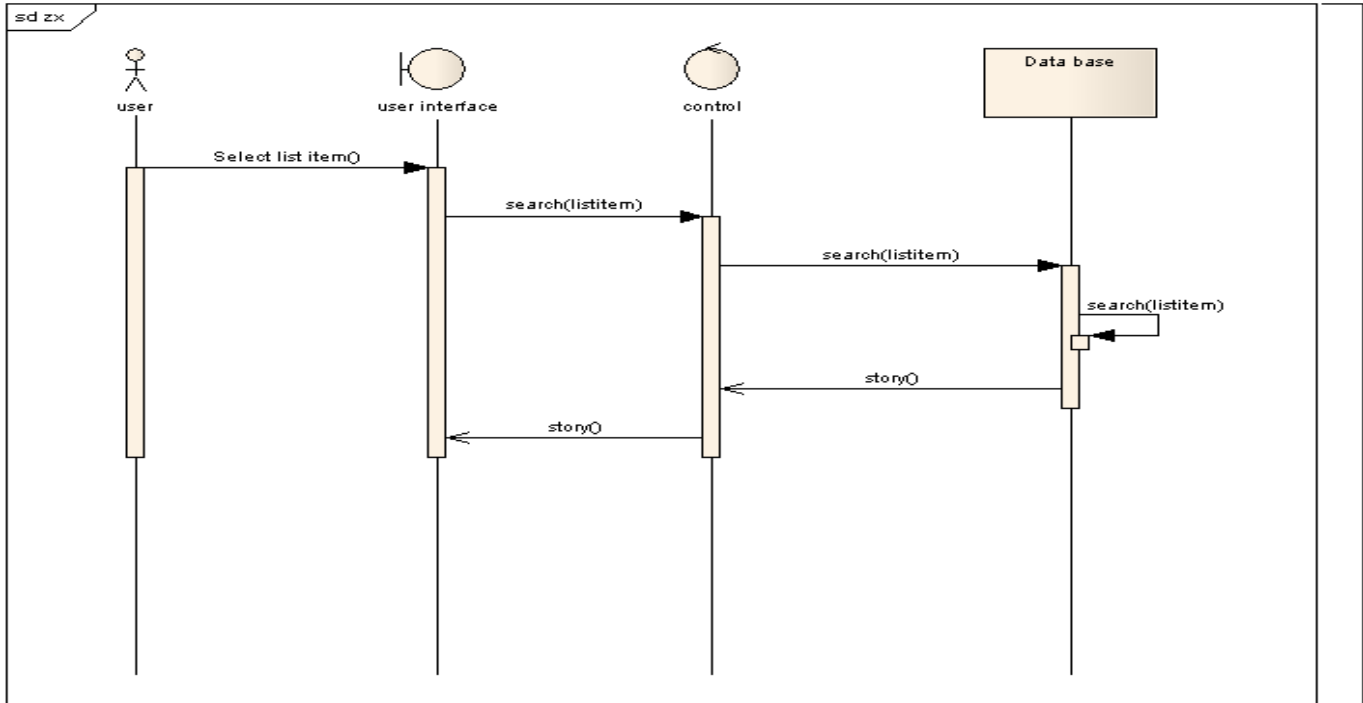 sd zx
user
user interface
control
Data base
Select list item()
search(listitem)
search(listitem)
search(listitem)
story()
story()